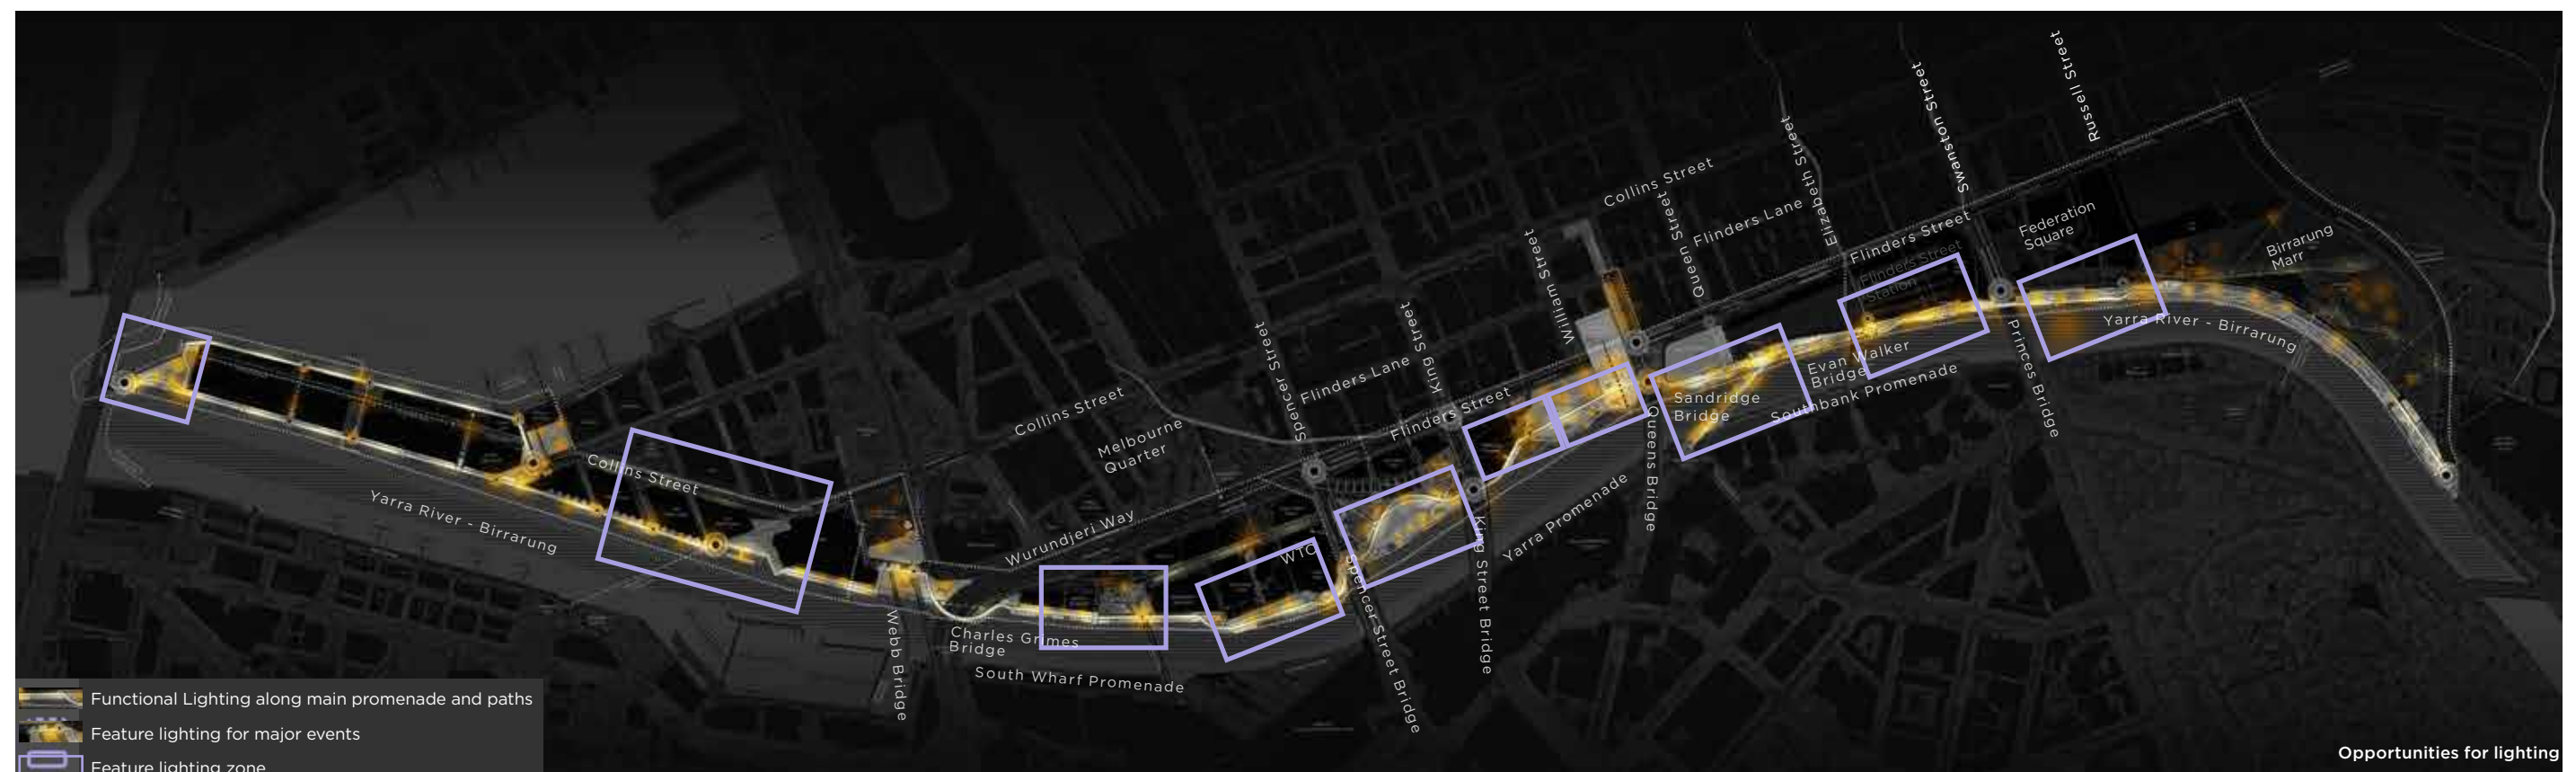 Russell Street
Swanston Street
Elizabeth Street
Collins Street
Queen Street
Flinders Lane
Flinders Street
Flinders Street
Station
Federation
Square
Birrarung
Marr
William Street
King Street
Spencer Street
Flinders Lane
Flinders Street
Collins Street
Melbourne
Quarter
Yarra River - Birrarung
Princes Bridge
Evan Walker
Bridge
Southbank Promenade
Sandridge
Bridge
Queens Bridge
Yarra Promenade
King Street Bridge
Spencer Street Bridge
WTC
Wurundjeri Way
Collins Street
Yarra River - Birrarung
Webb Bridge
Charles Grimes
Bridge
South Wharf Promenade
Functional Lighting along main promenade and paths
Feature lighting for major events
Feature lighting zone
Opportunities for lighting